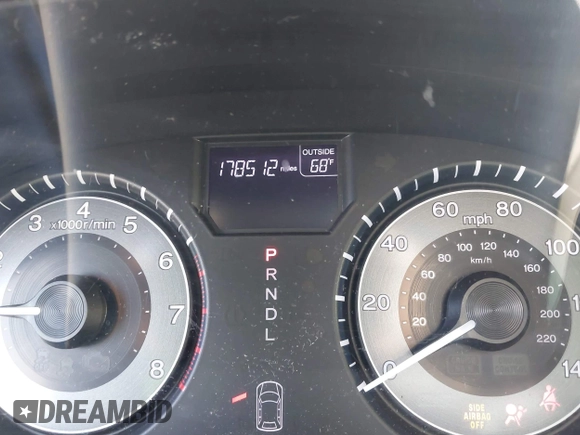 OUTSIDE
178512 miles 68°F
3 4 5 6 7 8
x1000r/min
P
R
N
D
L
0 20 40 60 80 100
mph
20 40 60 80 100 120 140 160 180 200 220
km/h
SIDE
AIRBAG
OFF
DREAMBID